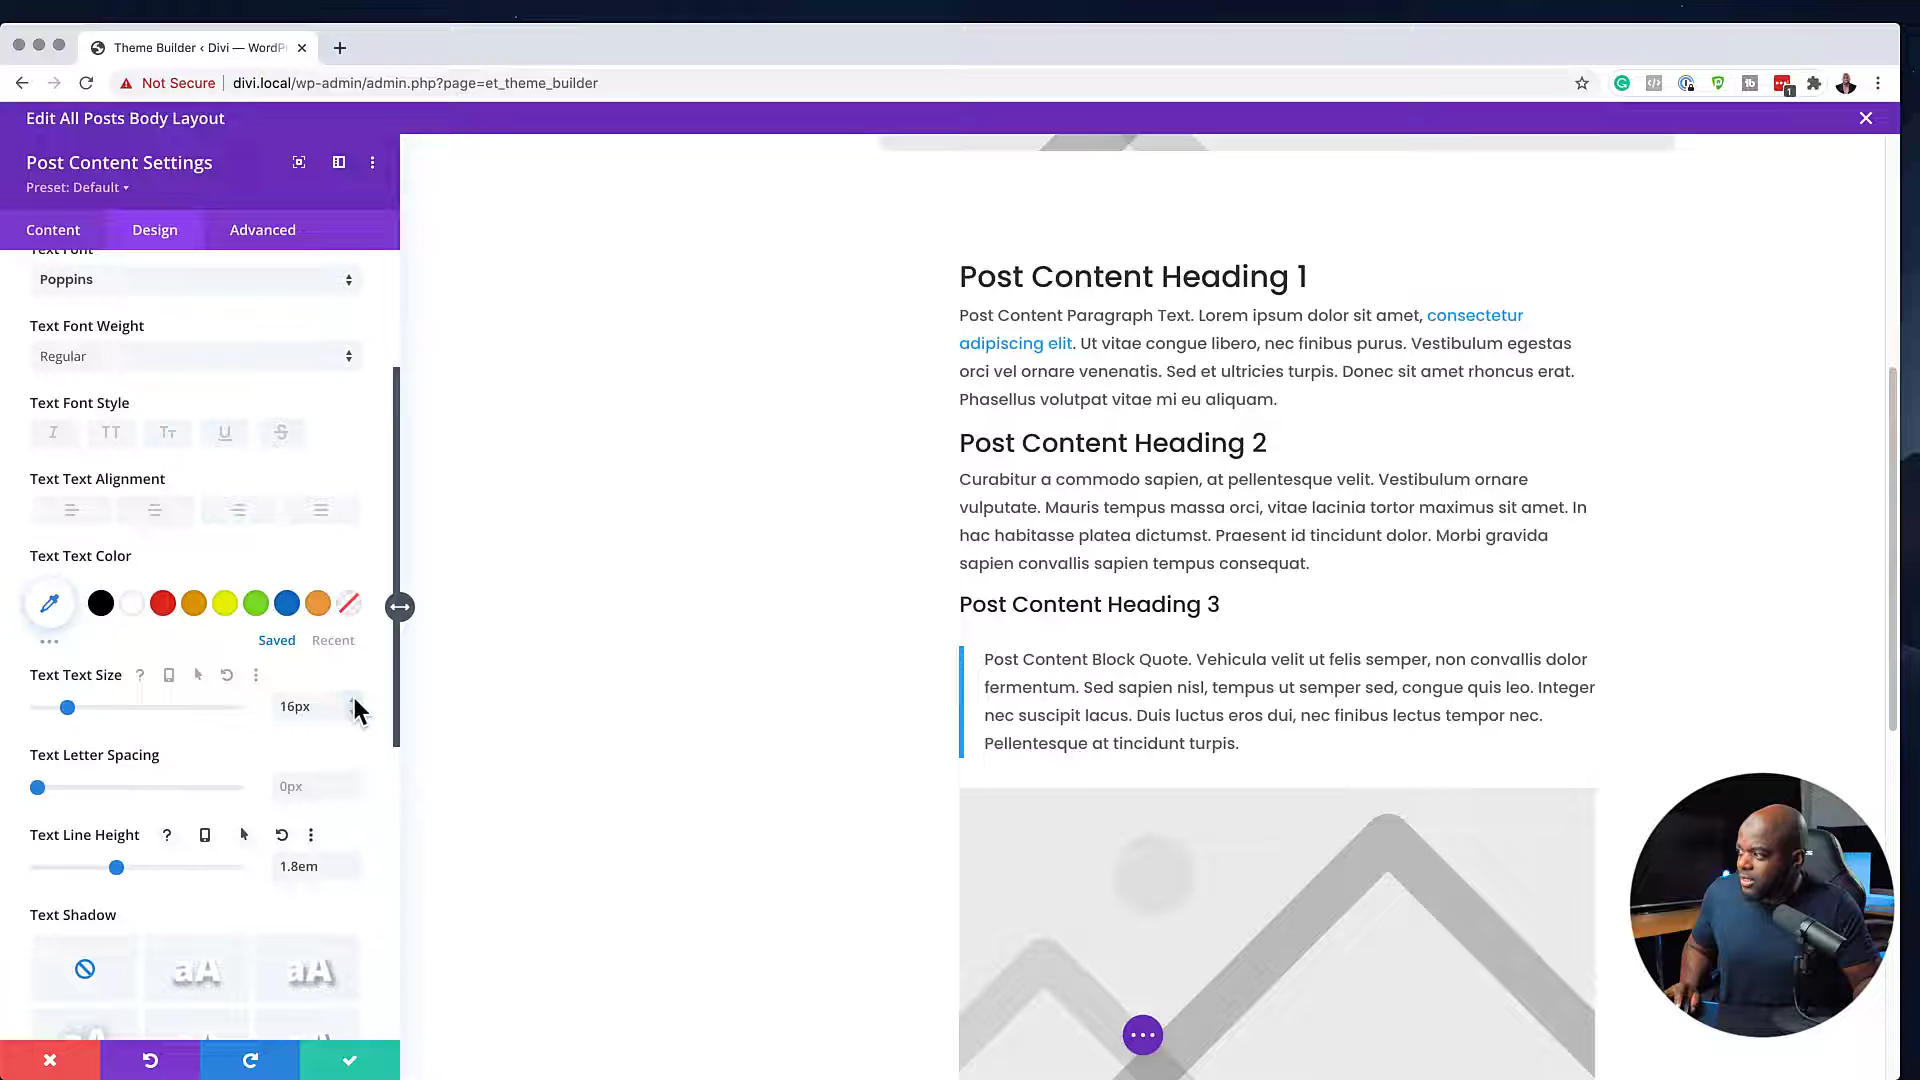 Theme Builder ‹ Divi — WordP
Not Secure
divi.local/wp-admin/admin.php?page=et_theme_builder
1
Edit All Posts Body Layout
Post Content Settings
Preset: Default
Content
Design
Advanced
Text Font
Poppins
Text Font Weight
Regular
Text Font Style
I TT Tт U S
Text Text Alignment
Text Text Color
Saved
Recent
Text Text Size
?
16px
Text Letter Spacing
0px
Text Line Height
?
1.8em
Text Shadow
aA
aA
Post Content Heading 1
Post Content Paragraph Text. Lorem ipsum dolor sit amet, consectetur
adipiscing elit. Ut vitae congue libero, nec finibus purus. Vestibulum egestas
orci vel ornare venenatis. Sed et ultricies turpis. Donec sit amet rhoncus erat.
Phasellus volutpat vitae mi eu aliquam.
Post Content Heading 2
Curabitur a commodo sapien, at pellentesque velit. Vestibulum ornare
vulputate. Mauris tempus massa orci, vitae lacinia tortor maximus sit amet. In
hac habitasse platea dictumst. Praesent id tincidunt dolor. Morbi gravida
sapien convallis sapien tempus consequat.
Post Content Heading 3
Post Content Block Quote. Vehicula velit ut felis semper, non convallis dolor
fermentum. Sed sapien nisl, tempus ut semper sed, congue quis leo. Integer
nec suscipit lacus. Duis luctus eros dui, nec finibus lectus tempor nec.
Pellentesque at tincidunt turpis.